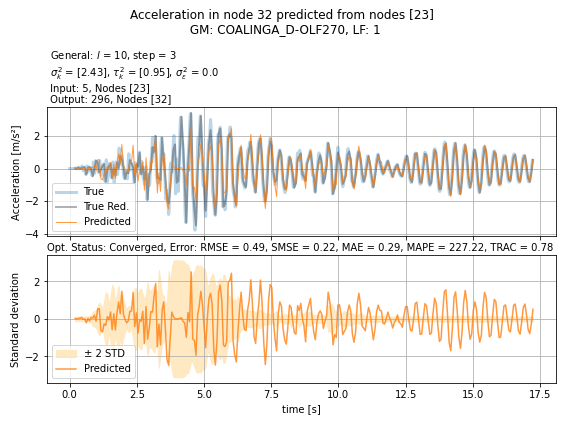 Acceleration in node 32 predicted from nodes [23]
GM: COALINGA_D-OLF270, LF: 1
General: l = 10, step = 3
σ²ₖ = [2.43], τ²ₖ = [0.95], σ²ε = 0.0
Input: 5, Nodes [23]
Output: 296, Nodes [32]
Acceleration [m/s²]
2
0
−2
−4
True
True Red.
Predicted
Opt. Status: Converged, Error: RMSE = 0.49, SMSE = 0.22, MAE = 0.29, MAPE = 227.22, TRAC = 0.78
Standard deviation
2
0
−2
± 2 STD
Predicted
0.0 2.5 5.0 7.5 10.0 12.5 15.0 17.5
time [s]